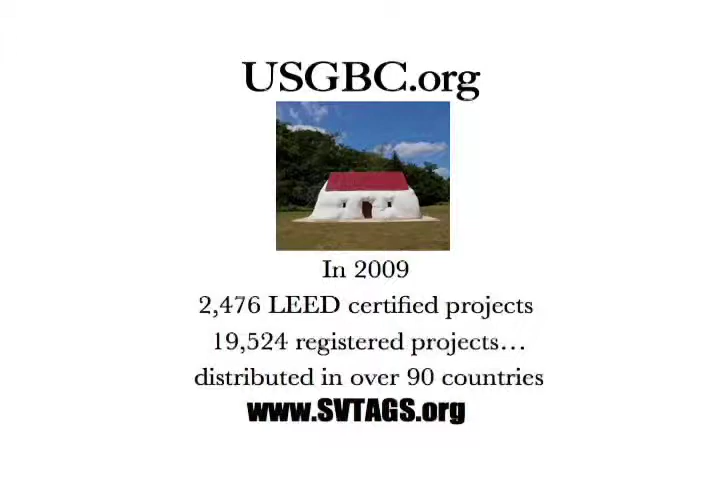 USGBC.org
In 2009
2,476 LEED certified projects
19,524 registered projects…
distributed in over 90 countries
www.SVTAGS.org